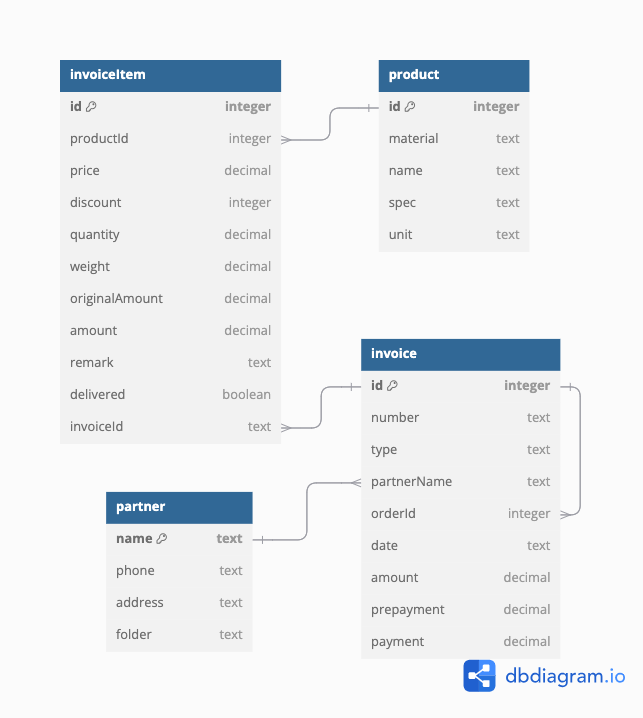 invoiceItem
id integer
productId integer
price decimal
discount integer
quantity decimal
weight decimal
originalAmount decimal
amount decimal
remark text
delivered boolean
invoiceId text
product
id integer
material text
name text
spec text
unit text
invoice
id integer
number text
type text
partnerName text
orderId integer
date text
amount decimal
prepayment decimal
payment decimal
partner
name text
phone text
address text
folder text
dbdiagram.io